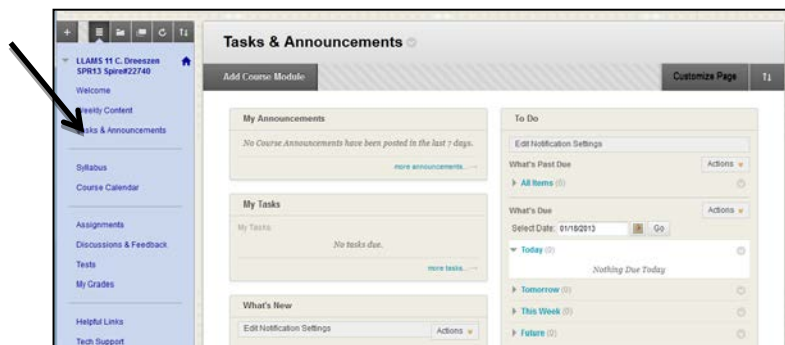 LLAMS 11 C. Dreeszen
SPR13 Spire#22740
Welcome
Weekly Content
Tasks & Announcements
Syllabus
Course Calendar
Assignments
Discussions & Feedback
Tests
My Grades
Helpful Links
Tech Support
Tasks & Announcements
Add Course Module
Customize Page
My Announcements
No Course Announcements have been posted in the last 7 days.
more announcements...
My Tasks
My Tasks:
No tasks due.
more tasks...
What's New
Edit Notification Settings
Actions
To Do
Edit Notification Settings
What's Past Due
Actions
All Items (0)
What's Due
Actions
Select Date: 01/18/2013 Go
Today (0)
Nothing Due Today
Tomorrow (0)
This Week (0)
Future (0)